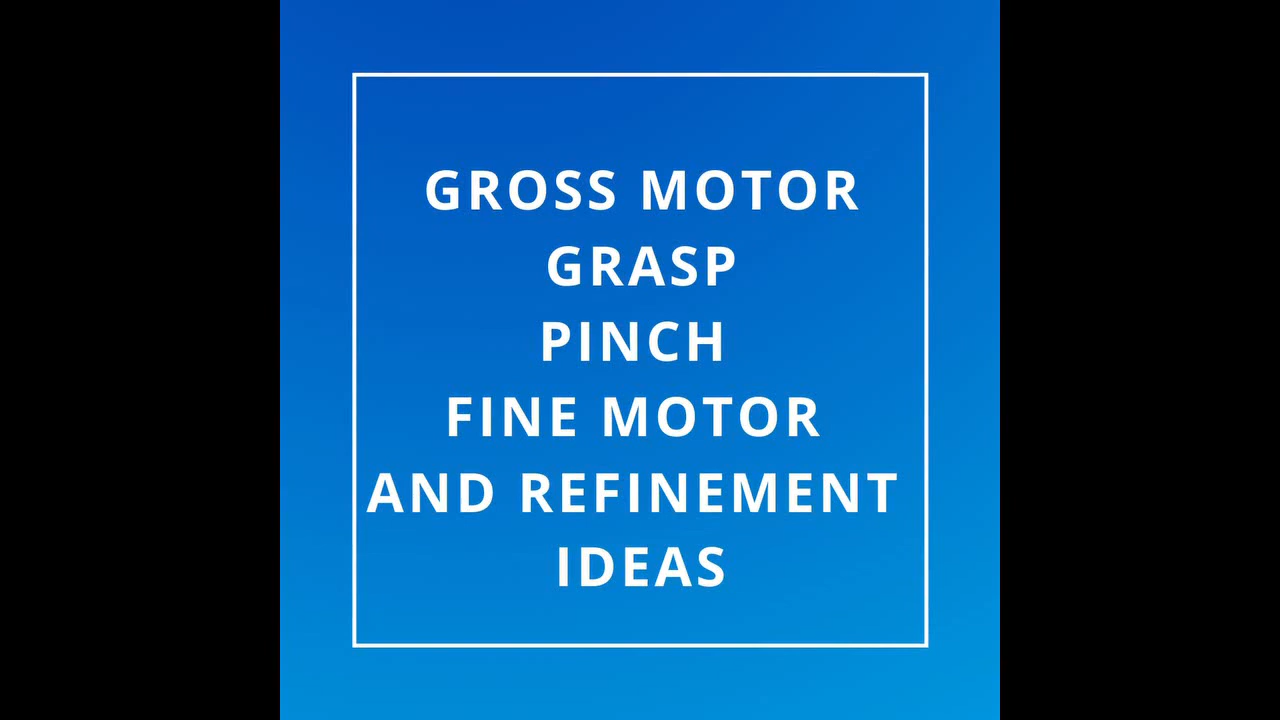 GROSS MOTOR
GRASP
PINCH
FINE MOTOR
AND REFINEMENT
IDEAS